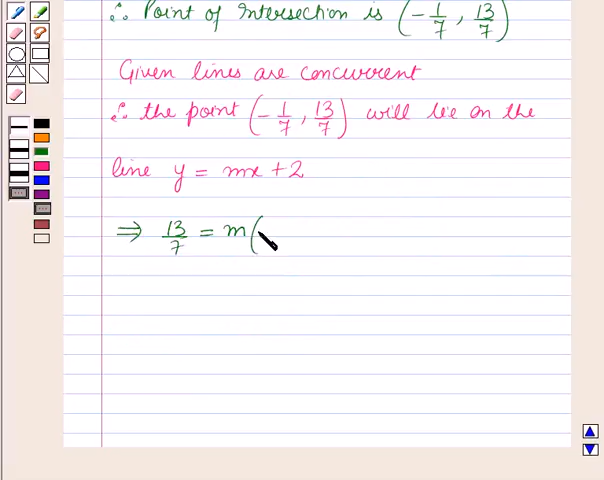 ∴ Point of Intersection is (-1/7, 13/7)
Given lines are concurrent
∴ the point (-1/7, 13/7) will lie on the
line y = mx + 2
⇒ 13/7 = m(